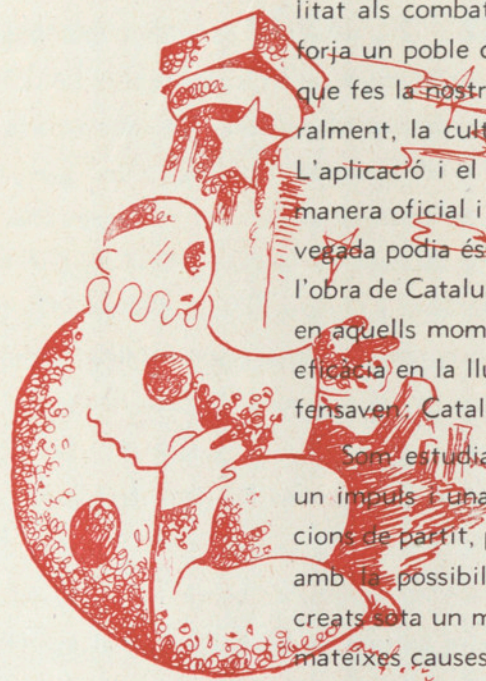 litat als combat
forja un poble
que fes la nostr
ralment, la cult
L'aplicació i el
manera oficial i
vegada podia és
l'obra de Catalu
en aquells mom
eficàcia en la llu
fensaven, Catal
Som estudia
un impuls i una
cions de partit, p
amb la possibil
creats sota un m
mateixes causes